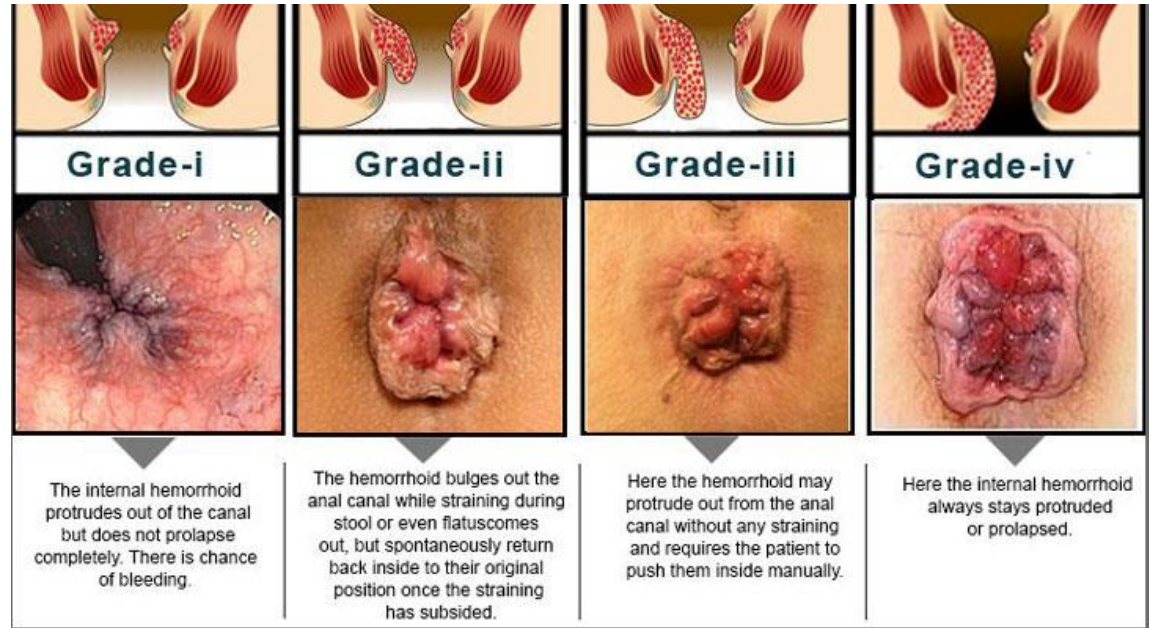 Grade-i
Grade-ii
Grade-iii
Grade-iv
The internal hemorrhoid
protrudes out of the canal
but does not prolapse
completely. There is chance
of bleeding.
The hemorrhoid bulges out the
anal canal while straining during
stool or even flatuscomes
out, but spontaneously return
back inside to their original
position once the straining
has subsided.
Here the hemorrhoid may
protrude out from the anal
canal without any straining
and requires the patient to
push them inside manually.
Here the internal hemorrhoid
always stays protruded
or prolapsed.